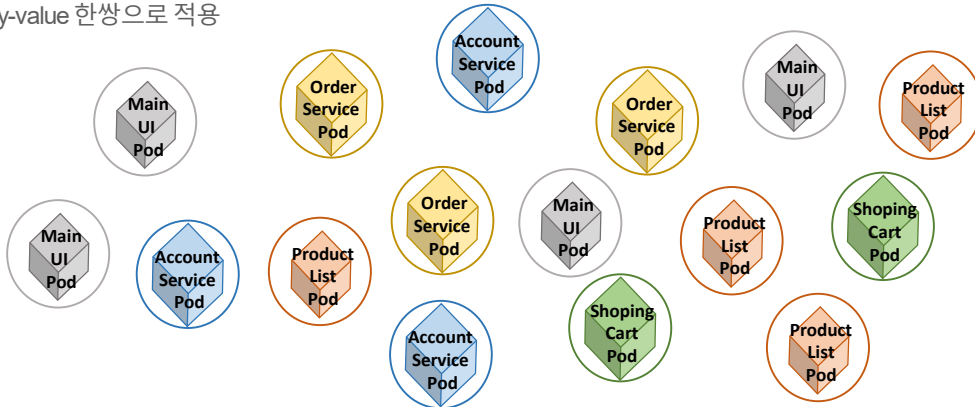 y-value 한쌍으로 적용
Account
Service
Pod
Main
UI
Pod
Order
Service
Pod
Order
Service
Pod
Main
UI
Pod
Product
List
Pod
Main
UI
Pod
Account
Service
Pod
Product
List
Pod
Order
Service
Pod
Main
UI
Pod
Product
List
Pod
Shoping
Cart
Pod
Account
Service
Pod
Shoping
Cart
Pod
Product
List
Pod